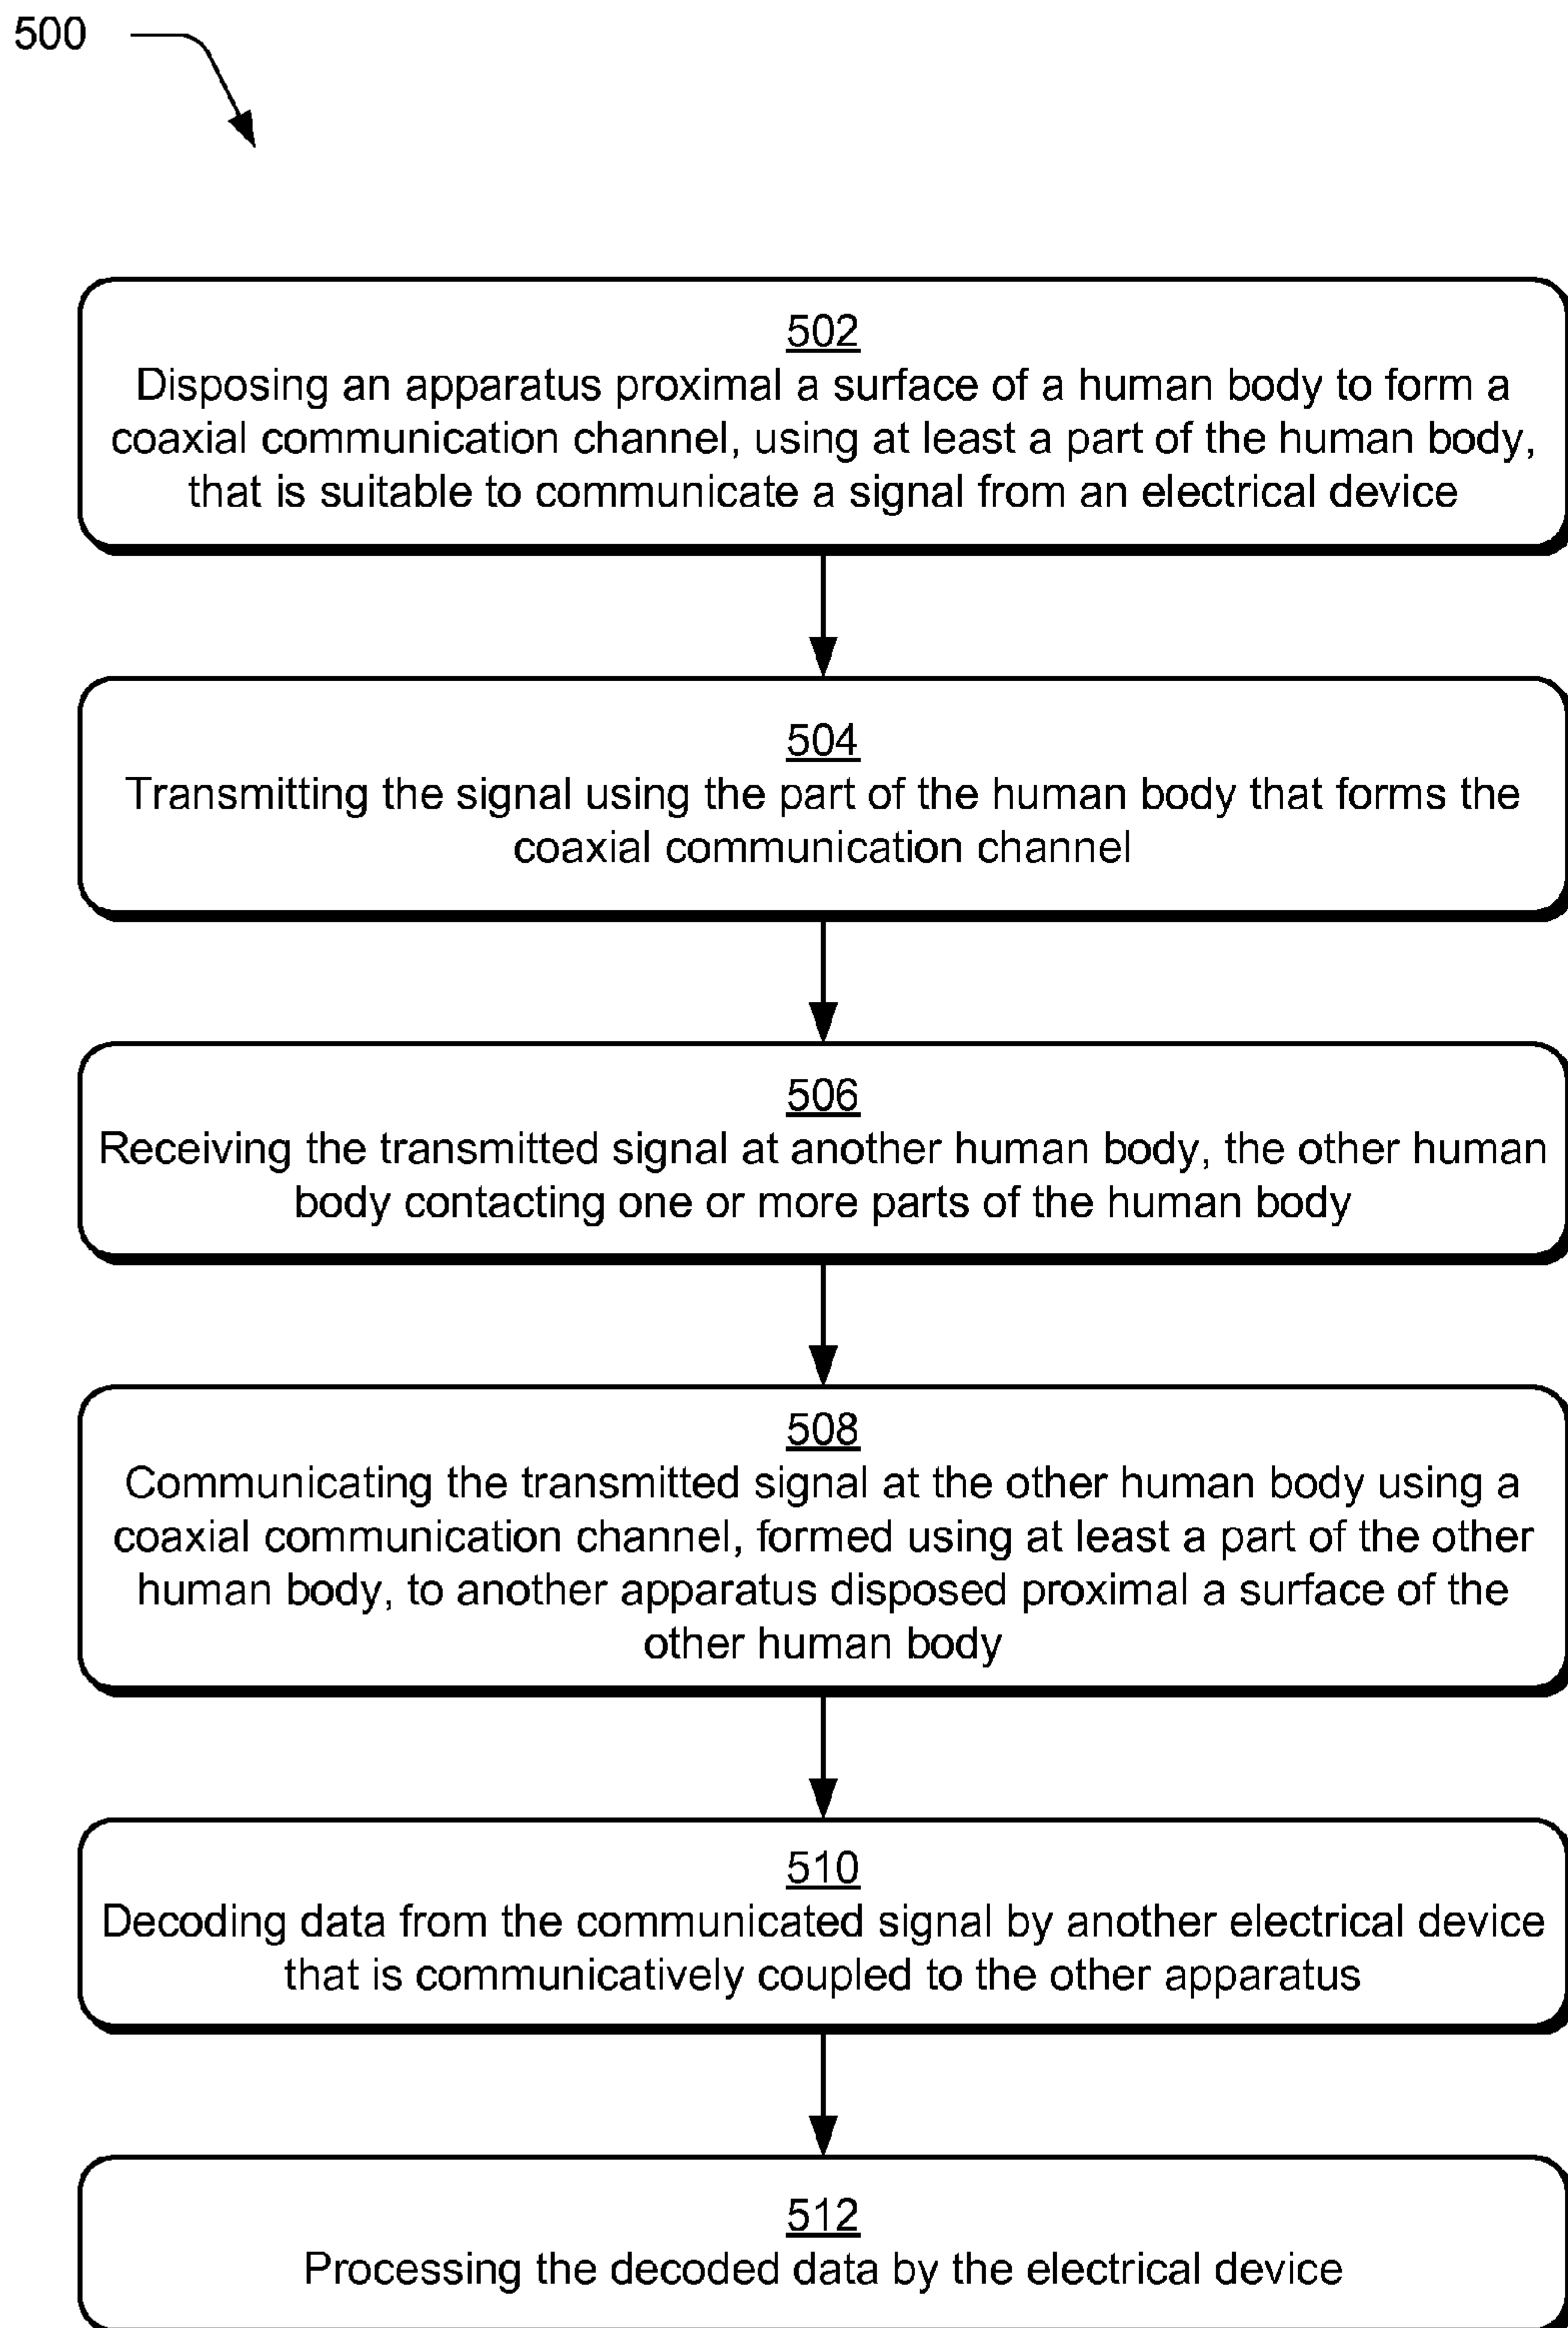 500
502
Disposing an apparatus proximal a surface of a human body to form a
coaxial communication channel, using at least a part of the human body,
that is suitable to communicate a signal from an electrical device
504
Transmitting the signal using the part of the human body that forms the
coaxial communication channel
506
Receiving the transmitted signal at another human body, the other human
body contacting one or more parts of the human body
508
Communicating the transmitted signal at the other human body using a
coaxial communication channel, formed using at least a part of the other
human body, to another apparatus disposed proximal a surface of the
other human body
510
Decoding data from the communicated signal by another electrical device
that is communicatively coupled to the other apparatus
512
Processing the decoded data by the electrical device